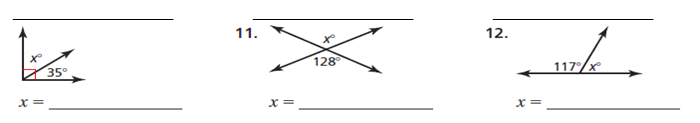 x°
35°
x = 
11.
x°
128°
x = 
12.
117°
x°
x =